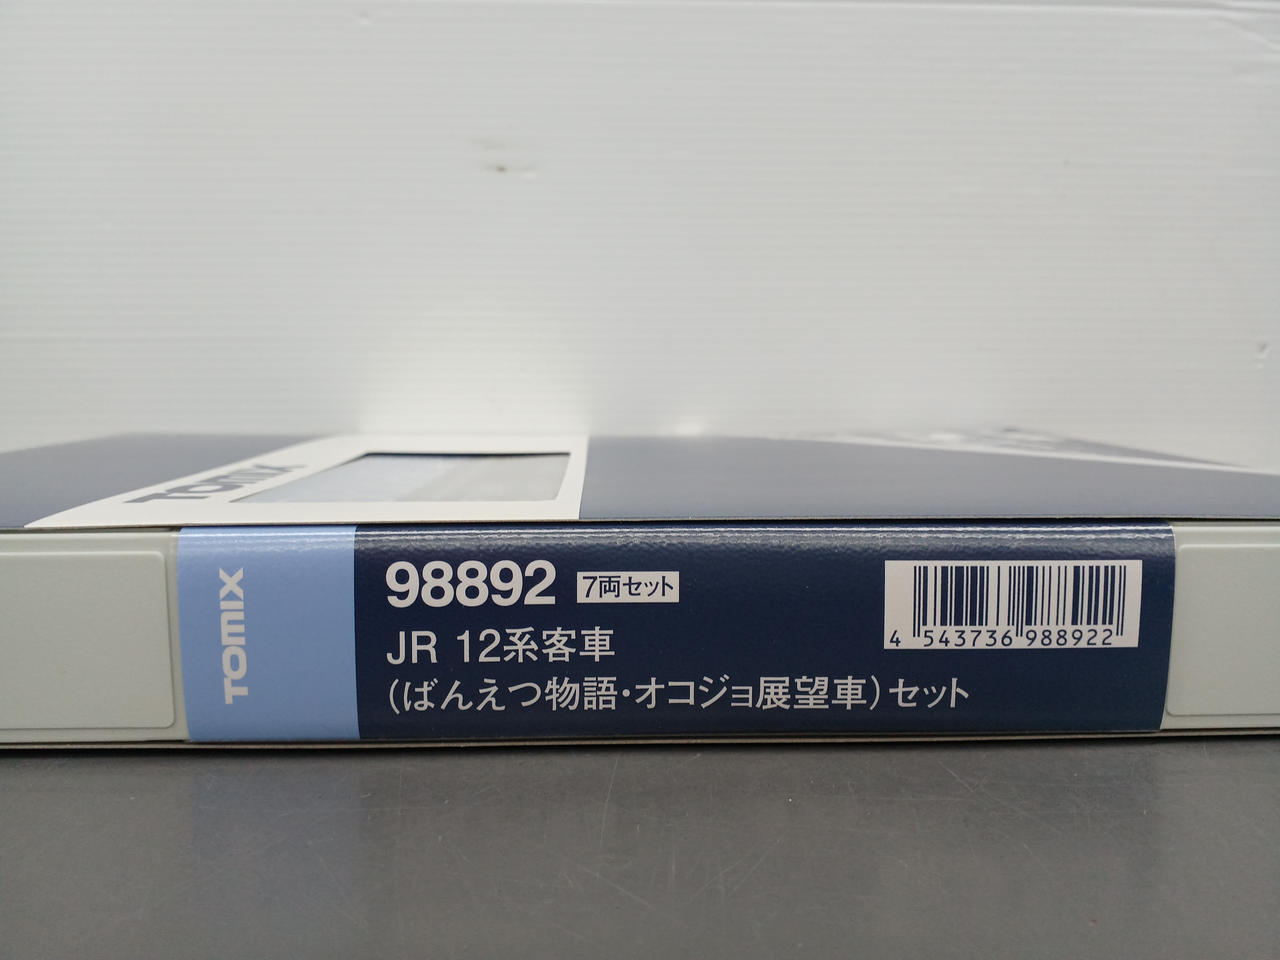 TOMIX
TOMIX
98892 7両セット
JR 12系客車
(ばんえつ物語・オコジョ展望車)セット
4 543736 988922